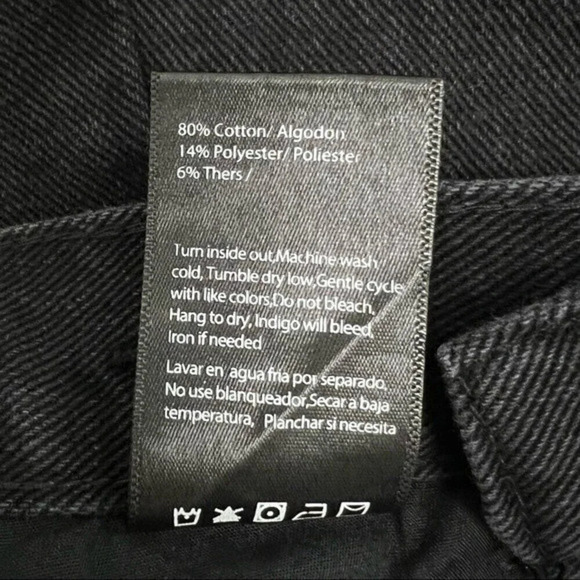 80% Cotton/ Algodon
14% Polyester/ Poliester
6% Thers /
Turn inside out,Machine wash,
cold, Tumble dry low,Gentle cycle
with like colors,Do not bleach,
Hang to dry, Indigo will bleed,
Iron if needed
Lavar en agua fria por separado,
No use blanqueador,Secar a baja
temperatura, Planchar si necesita